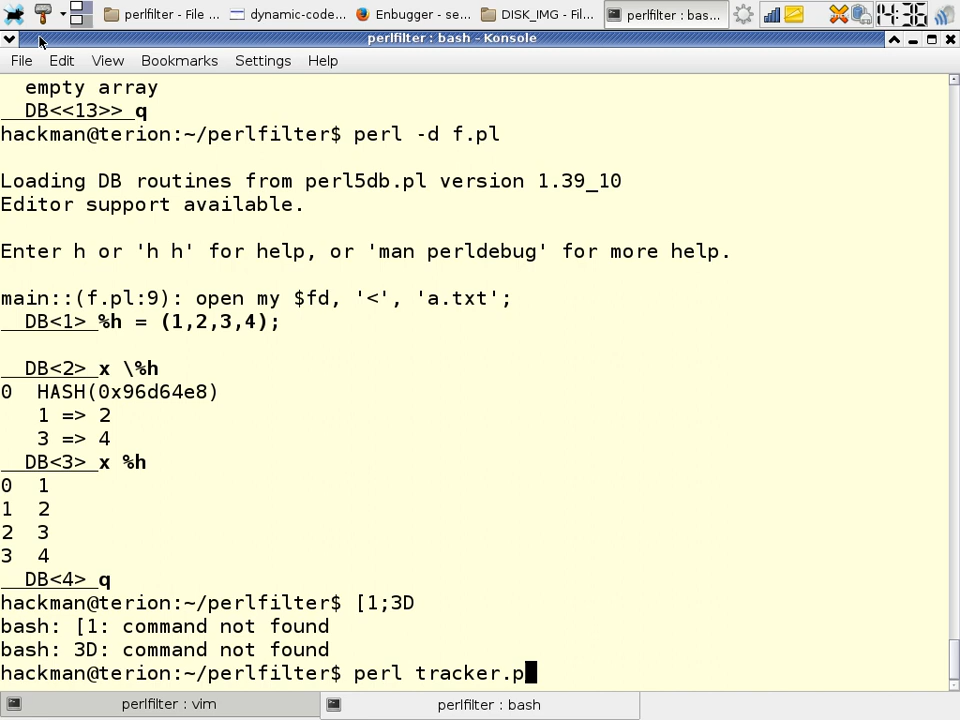 perlfilter - File ...
dynamic-code...
Enbugger - se...
DISK_IMG - Fil...
perlfilter : bas...
14:36
perlfilter : bash - Konsole
File Edit View Bookmarks Settings Help
empty array
DB<<13>> q
hackman@terion:~/perlfilter$ perl -d f.pl
Loading DB routines from perl5db.pl version 1.39_10
Editor support available.
Enter h or 'h h' for help, or 'man perldebug' for more help.
main::(f.pl:9): open my $fd, '<', 'a.txt';
DB<1> %h = (1,2,3,4);
DB<2> x \%h
0  HASH(0x96d64e8)
1 => 2
3 => 4
DB<3> x %h
0  1
1  2
2  3
3  4
DB<4> q
hackman@terion:~/perlfilter$ [1;3D
bash: [1: command not found
bash: 3D: command not found
hackman@terion:~/perlfilter$ perl tracker.p
perlfilter : vim
perlfilter : bash